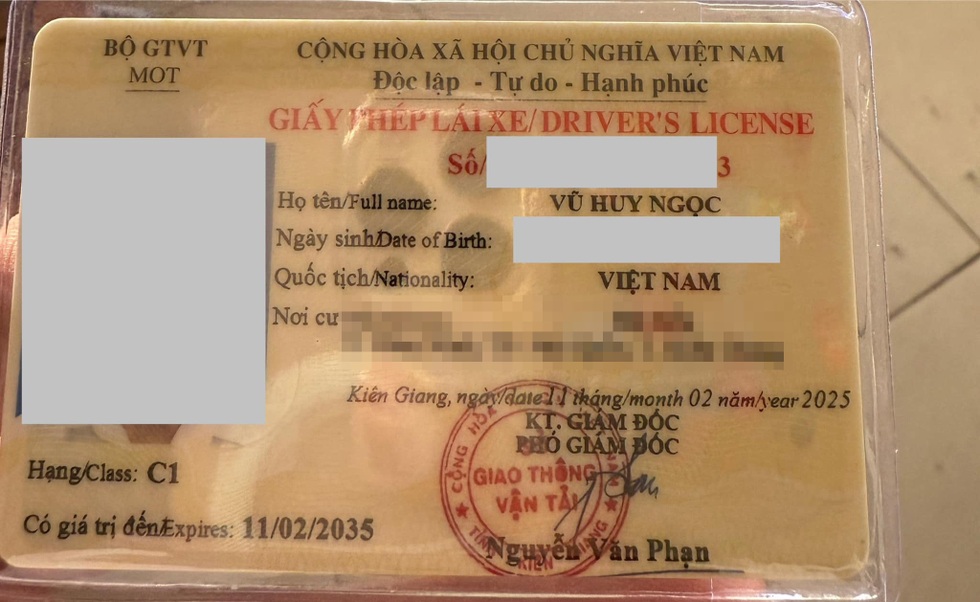 BỘ GTVT
MOT
CỘNG HÒA XÃ HỘI CHỦ NGHĨA VIỆT NAM
Độc lập - Tự do - Hạnh phúc
GIẤY PHÉP LÁI XE/ DRIVER'S LICENSE
Số/ 3
Họ tên/Full name: VŨ HUY NGỌC
Ngày sinh/Date of Birth:
Quốc tịch/Nationality: VIỆT NAM
Nơi cư
Kiên Giang, ngày/date 11 tháng/month 02 năm/year 2025
KT. GIÁM ĐỐC
PHÓ GIÁM ĐỐC
CỘNG HÒA
GIAO THÔNG
VẬN TẢI
Hạng/Class: C1
Có giá trị đến/Expires: 11/02/2035
Nguyễn Văn Phạn